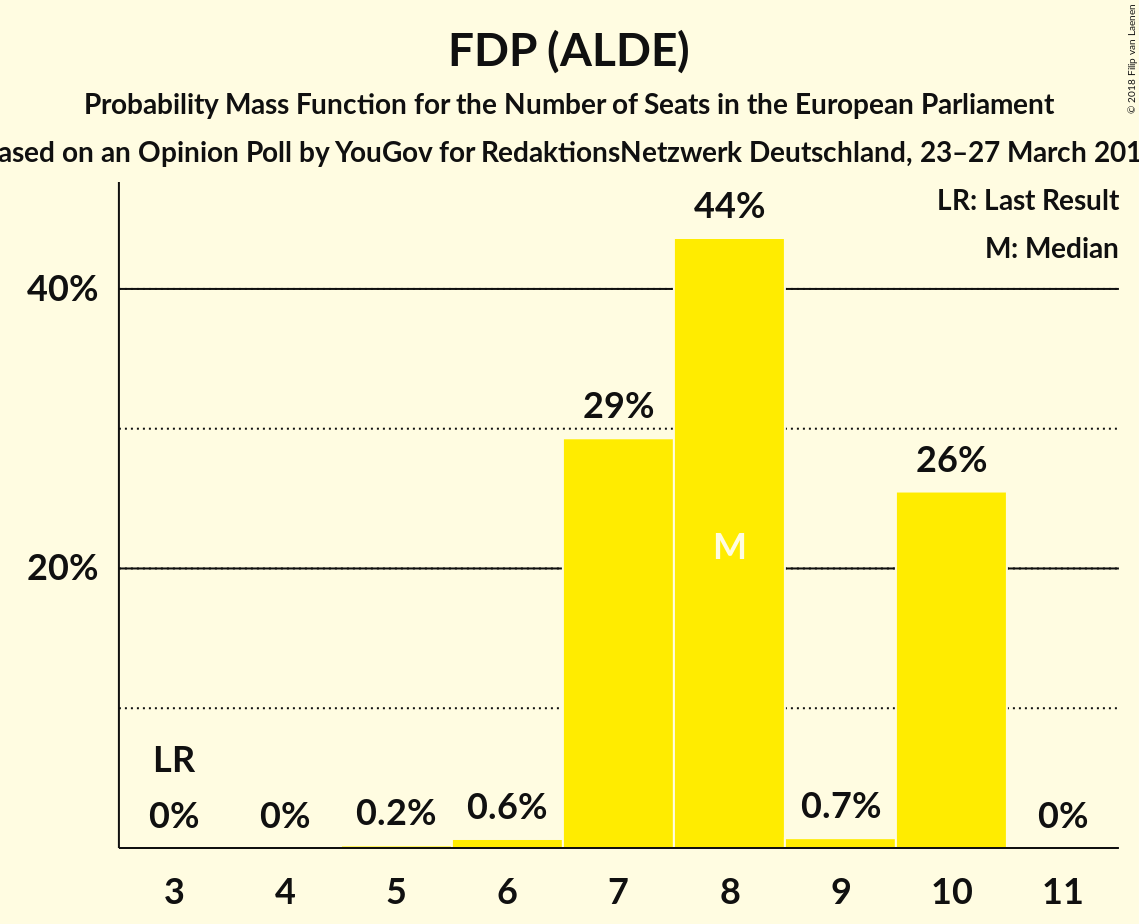 FDP (ALDE)
Probability Mass Function for the Number of Seats in the European Parliament
ased on an Opinion Poll by YouGov for RedaktionsNetzwerk Deutschland, 23–27 March 201
© 2018 Filip van Laenen
LR: Last Result
M: Median
44%
40%
29%
26%
M
20%
LR
0% 0% 0.2% 0.6% 0.7% 0%
3 4 5 6 7 8 9 10 11